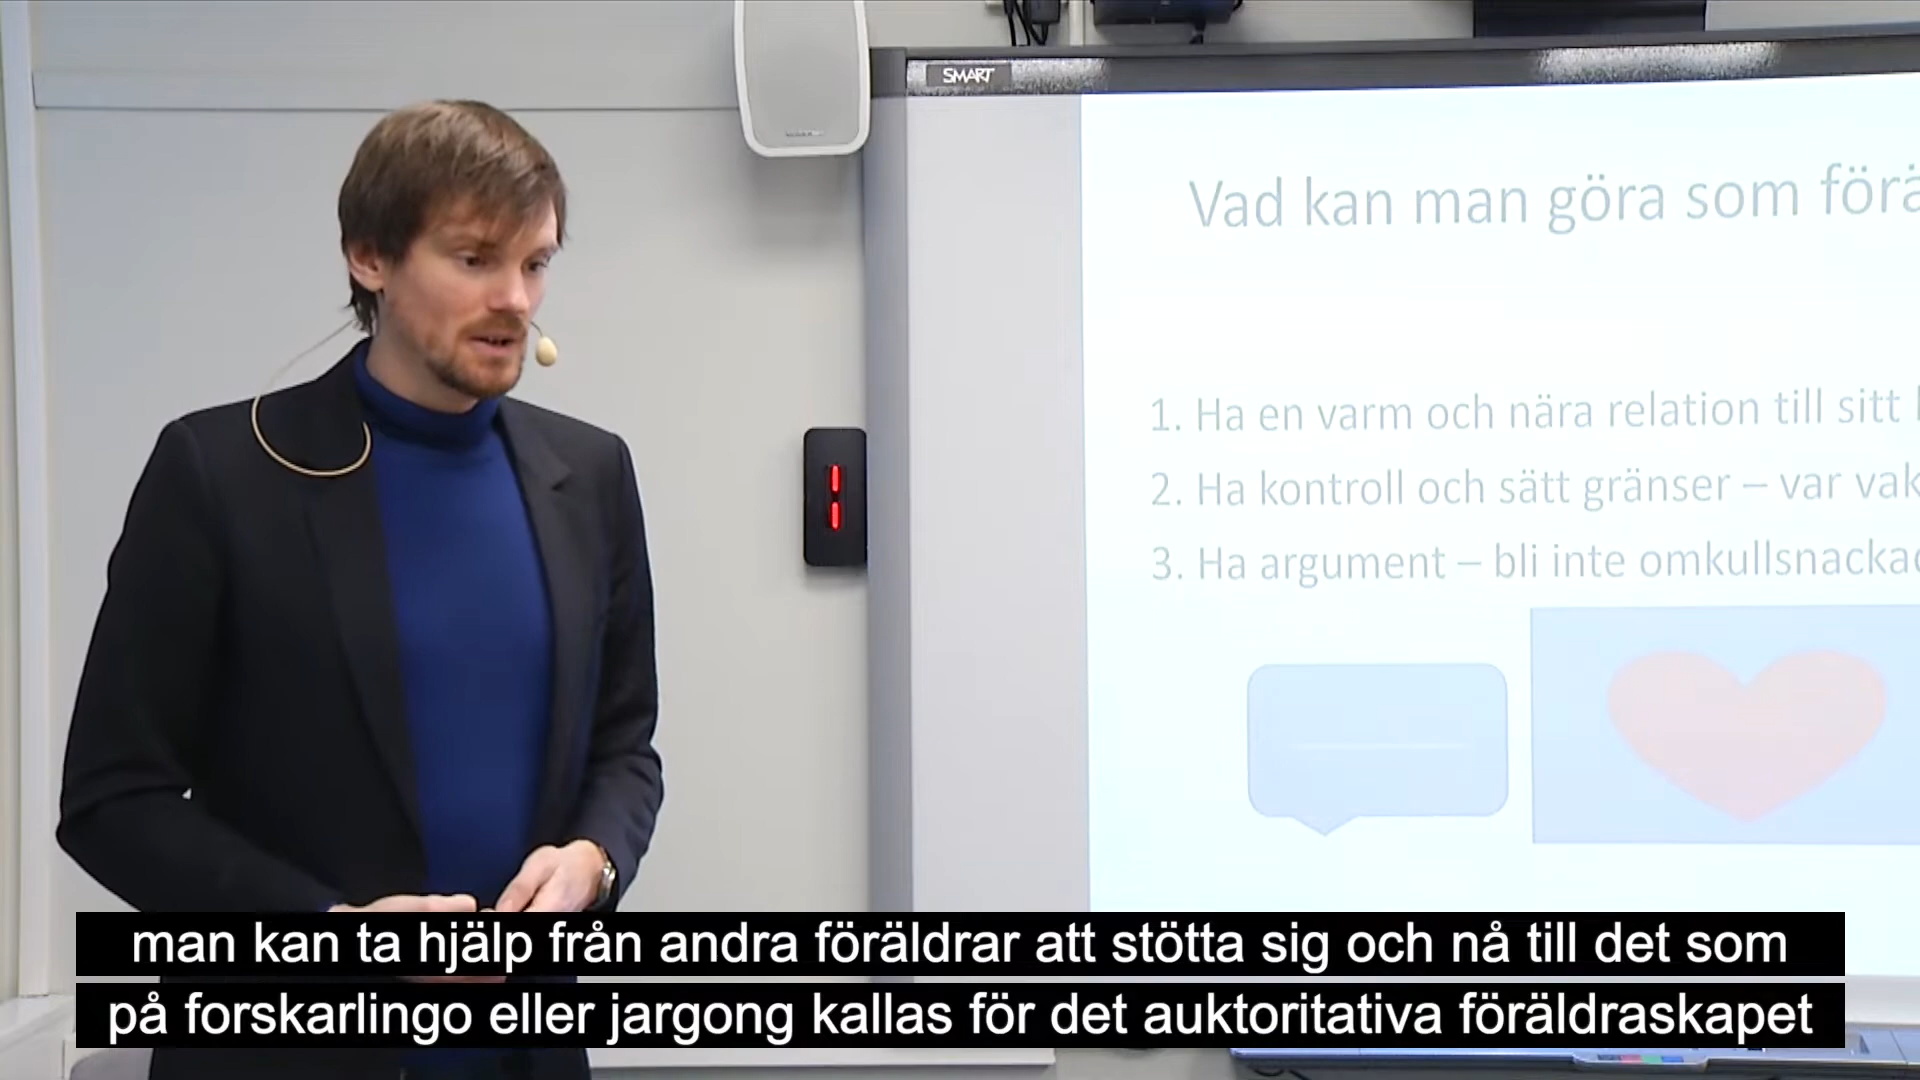 SMART
Vad kan man göra som förä
1. Ha en varm och nära relation till sitt
2. Ha kontroll och sätt gränser – var vak
3. Ha argument – bli inte omkullsnackad
man kan ta hjälp från andra föräldrar att stötta sig och nå till det som
på forskarlingo eller jargong kallas för det auktoritativa föräldraskapet